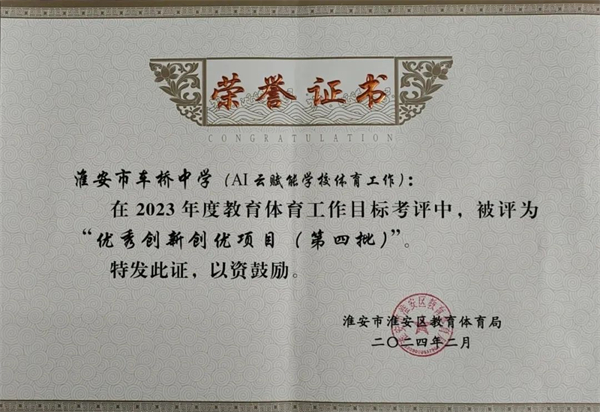 荣誉证书
CONGRATULATION
淮安市车桥中学(AI云赋能学校体育工作):
在2023年度教育体育工作目标考评中，被评为
“优秀创新创优项目(第四批)”。
特发此证，以资鼓励。
淮安市淮安区教育体育局
二〇二四年二月